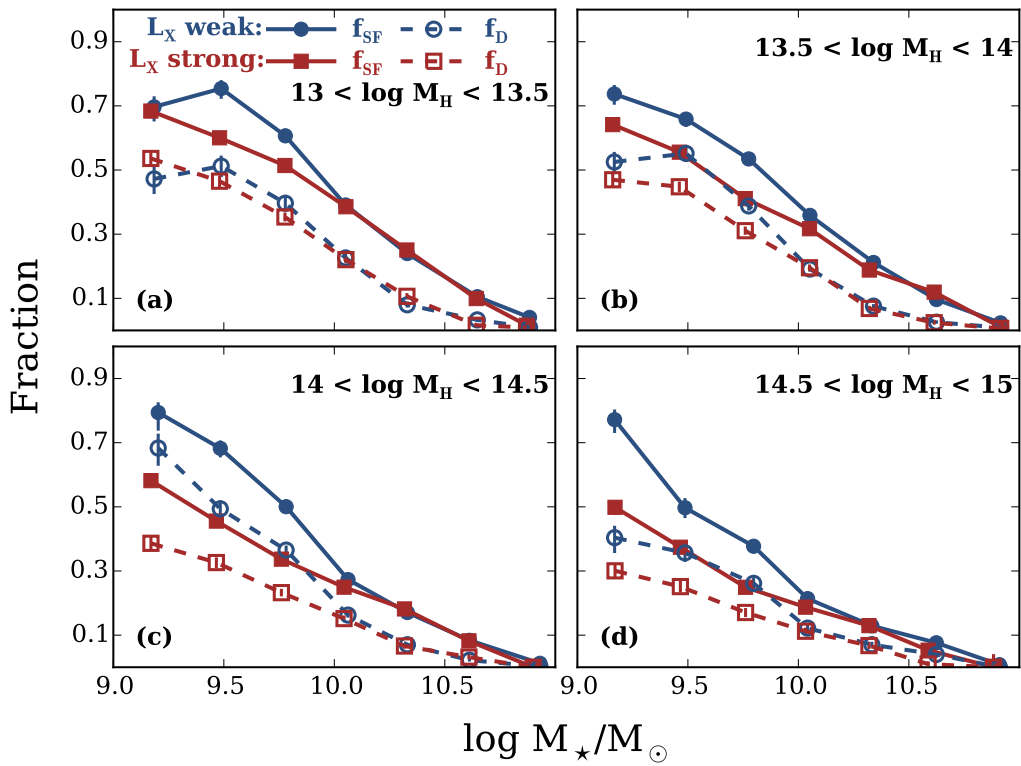 L_X weak: f_SF f_D
L_X strong: f_SF f_D
13 < log M_H < 13.5
13.5 < log M_H < 14
0.9
0.7
0.5
0.3
0.1
(a)
(b)
14 < log M_H < 14.5
14.5 < log M_H < 15
0.9
0.7
0.5
0.3
0.1
(c)
(d)
9.0 9.5 10.0 10.5
9.0 9.5 10.0 10.5
Fraction
log M⋆/M☉